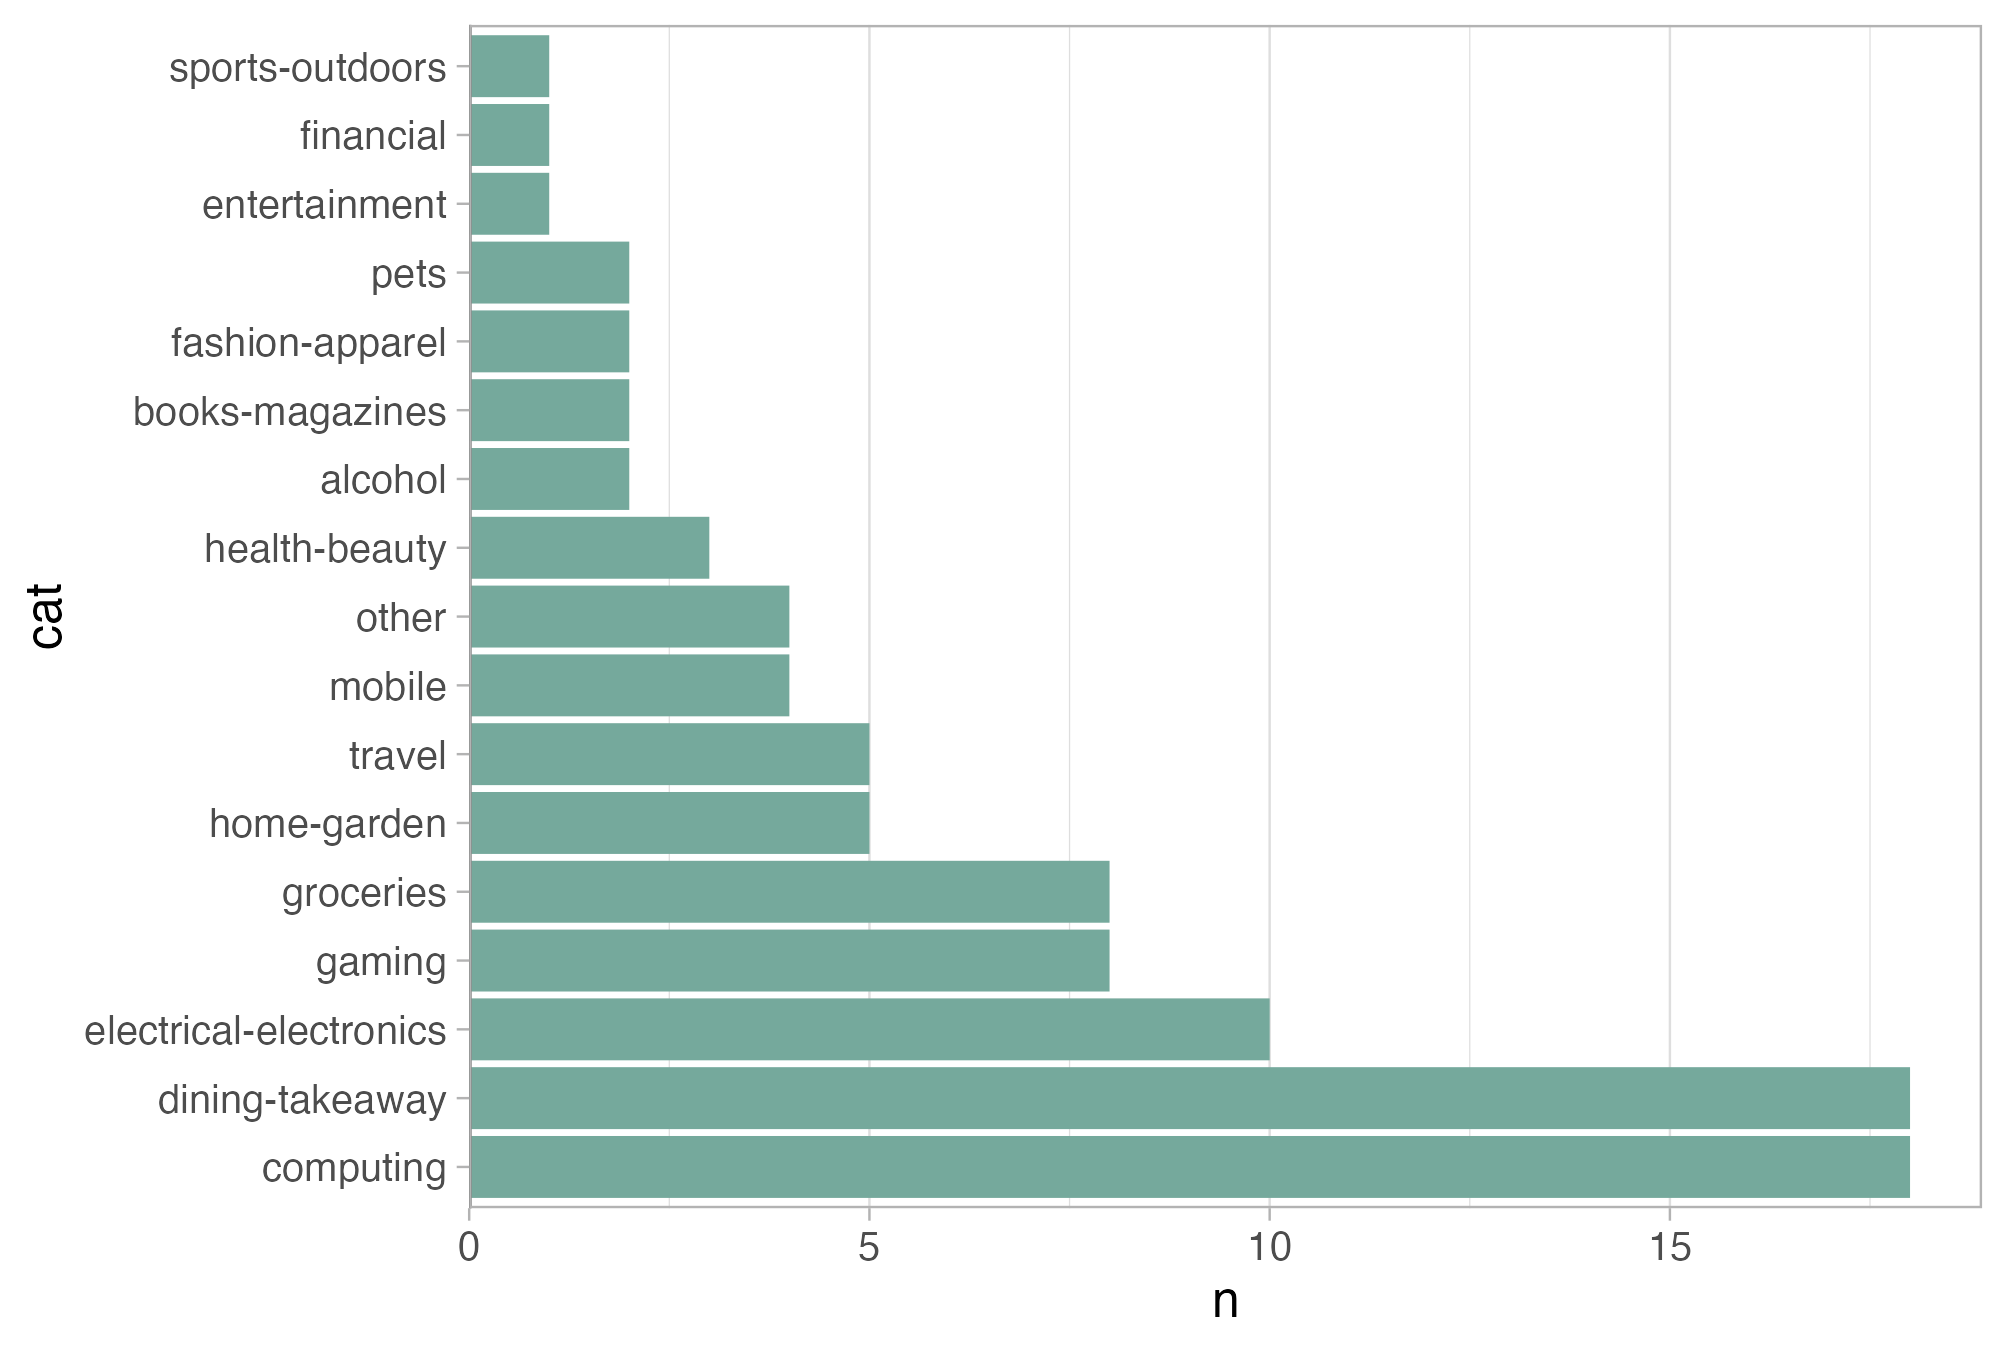 sports-outdoors
financial
entertainment
pets
fashion-apparel
books-magazines
alcohol
health-beauty
other
mobile
travel
home-garden
groceries
gaming
electrical-electronics
dining-takeaway
computing
cat
0 5 10 15
n